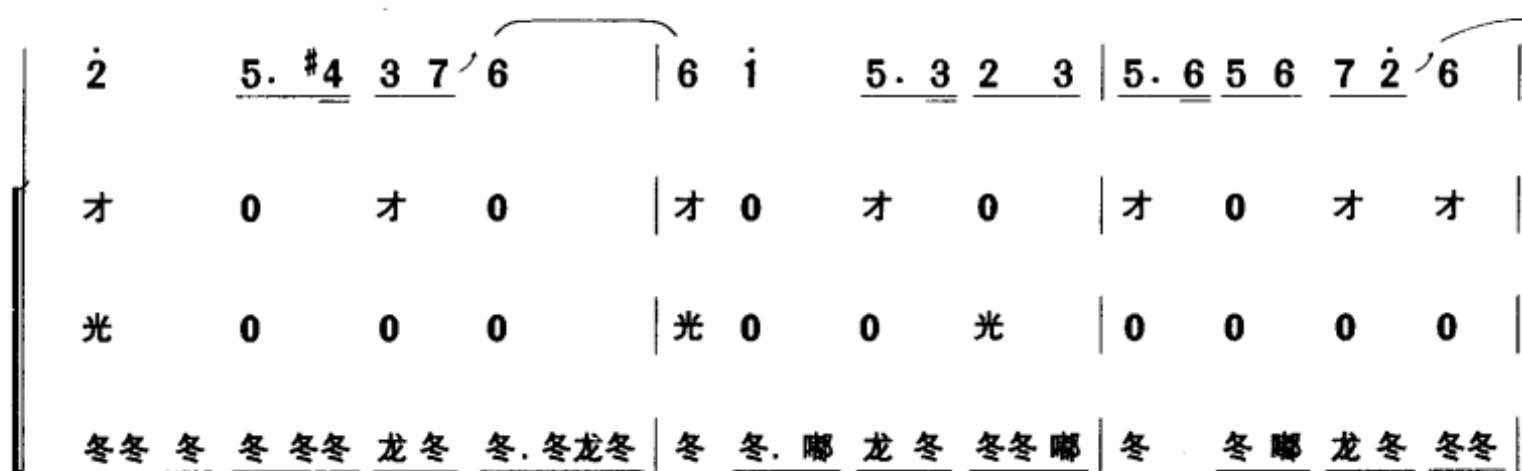 2̇ 5. #4 3 7 6 | 6 1̇ 5. 3 2 3 | 5. 6 5 6 7 2̇ 6 |
才 0 才 0 | 才 0 才 0 | 才 0 才 才 |
光 0 0 0 | 光 0 0 光 | 0 0 0 0 |
冬冬 冬 冬 冬冬 龙冬 冬.冬龙冬 | 冬 冬.嘟 龙冬 冬冬嘟 | 冬 冬嘟 龙冬 冬冬